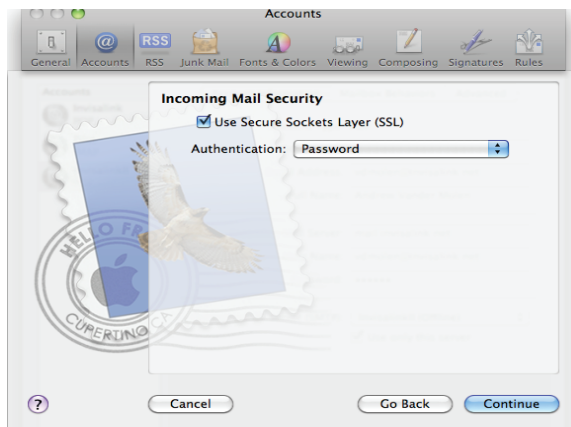 Accounts
@
RSS
General Accounts RSS Junk Mail Fonts & Colors Viewing Composing Signatures Rules
Incoming Mail Security
Use Secure Sockets Layer (SSL)
Authentication: Password
HELLO FR
CUPERTINO CA
? Cancel Go Back Continue